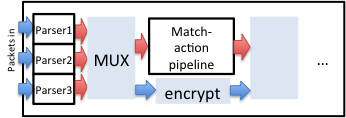 Packets in
Parser1
Parser2
Parser3
MUX
Match-
action
pipeline
encrypt
...